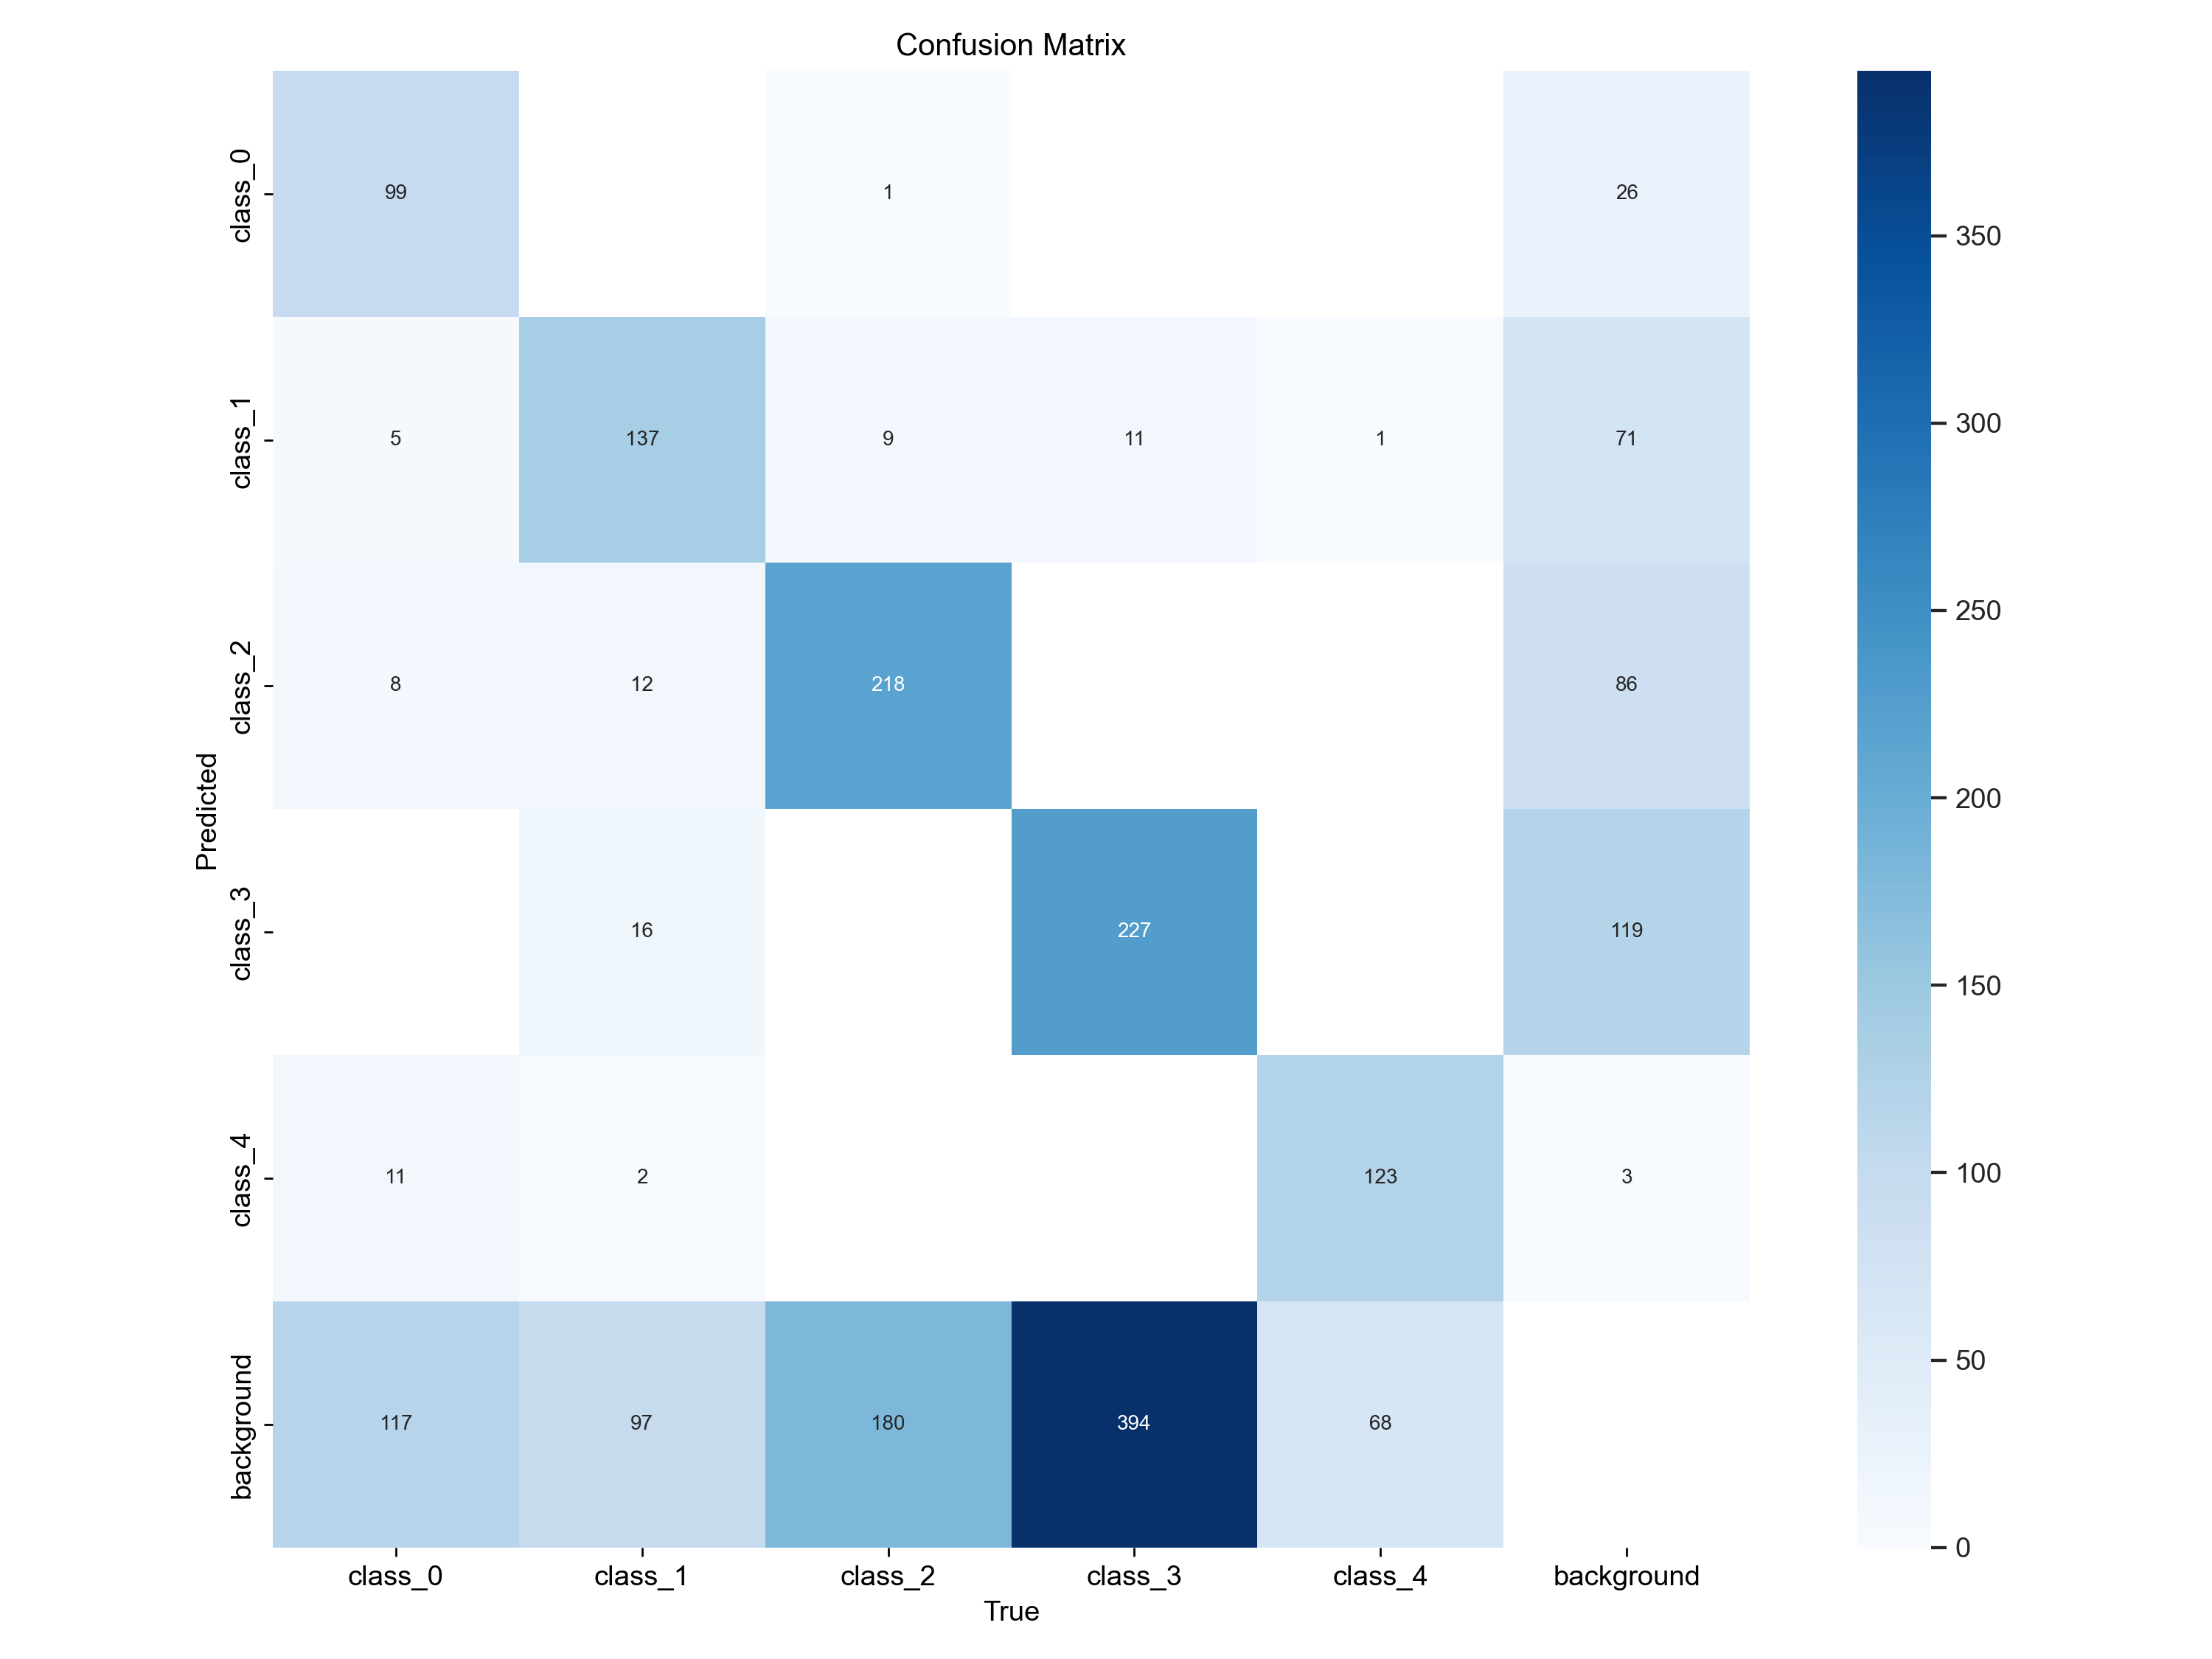 Confusion Matrix
class_0
99
1
26
class_1
5
137
9
11
1
71
class_2
8
12
218
86
class_3
16
227
119
class_4
11
2
123
3
background
117
97
180
394
68
class_0
class_1
class_2
class_3
class_4
background
True
Predicted
350
300
250
200
150
100
50
0